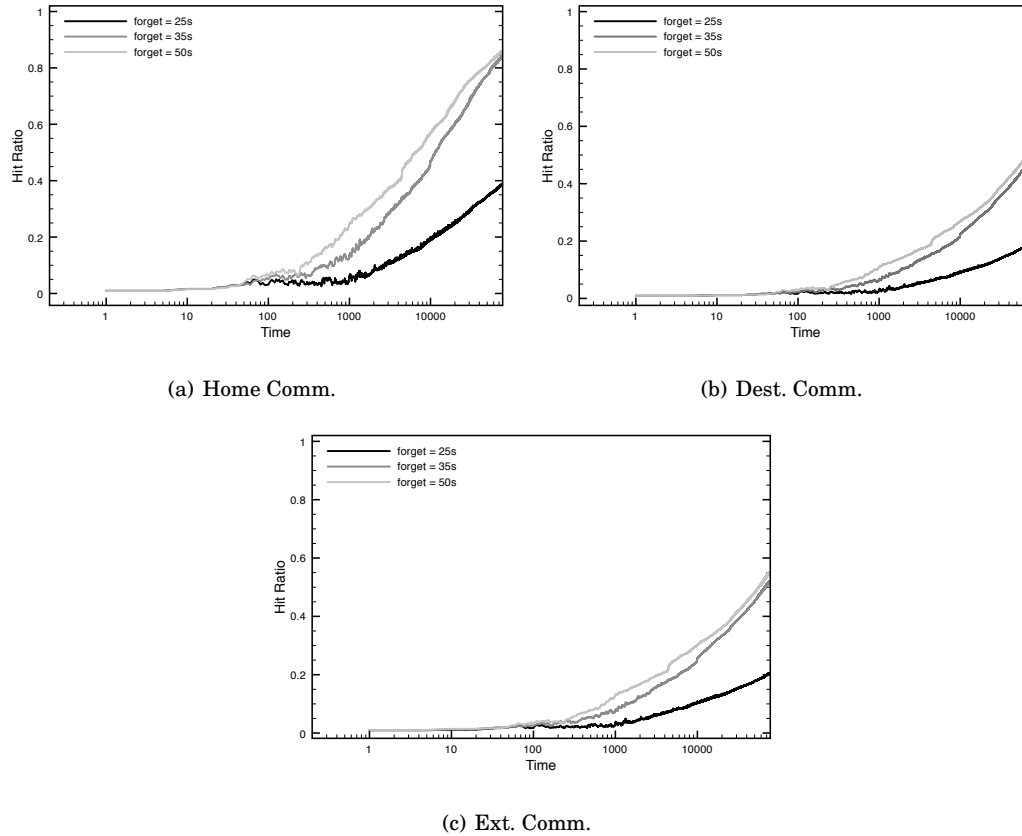 forget = 25s
forget = 35s
forget = 50s
Hit Ratio
1
0.8
0.6
0.4
0.2
0
1 10 100 1000 10000
Time
(a) Home Comm.
forget = 25s
forget = 35s
forget = 50s
Hit Ratio
1
0.8
0.6
0.4
0.2
0
1 10 100 1000 10000
Time
(b) Dest. Comm.
forget = 25s
forget = 35s
forget = 50s
Hit Ratio
1
0.8
0.6
0.4
0.2
0
1 10 100 1000 10000
Time
(c) Ext. Comm.